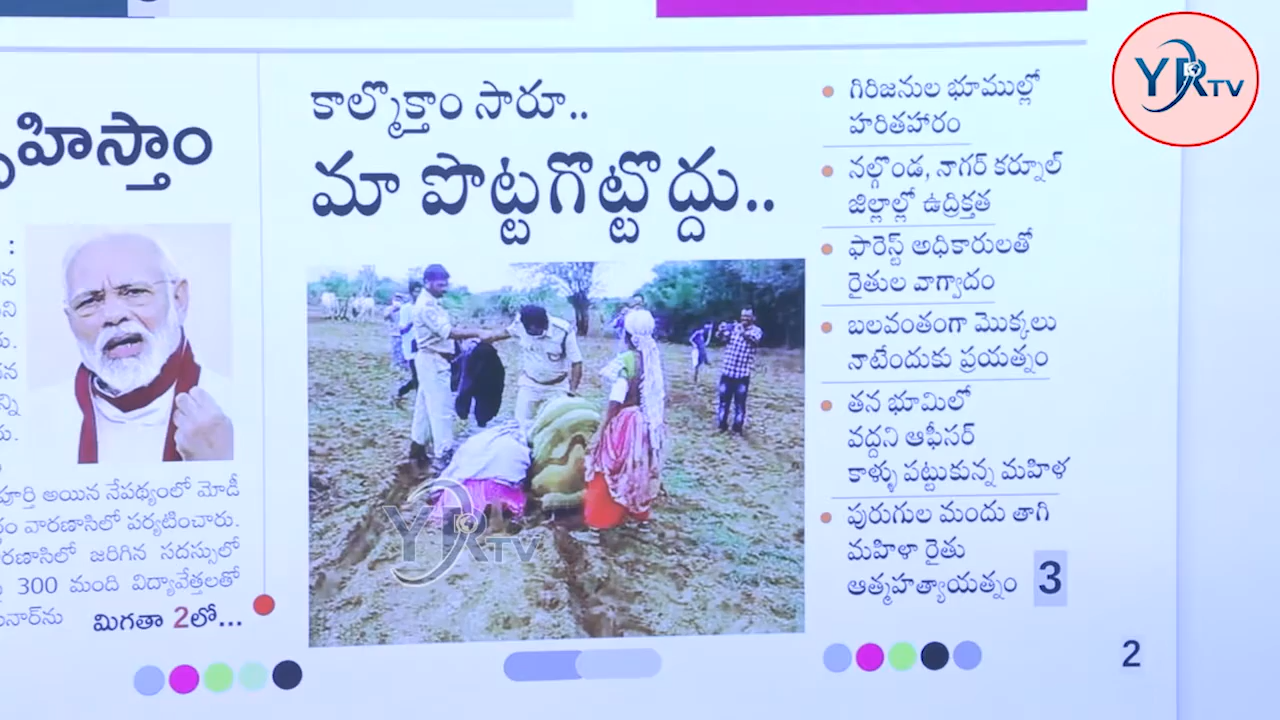 YRTV
హిస్తాం
:
పూర్తి అయిన నేపథ్యంలో మోడీ
వారణాసిలో పర్యటించారు.
జరిగిన సదస్సులో
300 మంది విద్యావేత్తలతో
మిగతా 2లో...
కాల్మొక్తాం సారూ..
మా పొట్టగొట్టొద్దు..
YRTV
గిరిజనుల భూముల్లో
హరితహారం
నల్గొండ, నాగర్ కర్నూల్
జిల్లాల్లో ఉద్రిక్తత
ఫారెస్ట్ అధికారులతో
రైతుల వాగ్వాదం
బలవంతంగా మొక్కలు
నాటేందుకు ప్రయత్నం
తన భూమిలో
వద్దని ఆఫీసర్
కాళ్ళు పట్టుకున్న మహిళ
పురుగుల మందు తాగి
మహిళా రైతు
ఆత్మహత్యాయత్నం 3
2